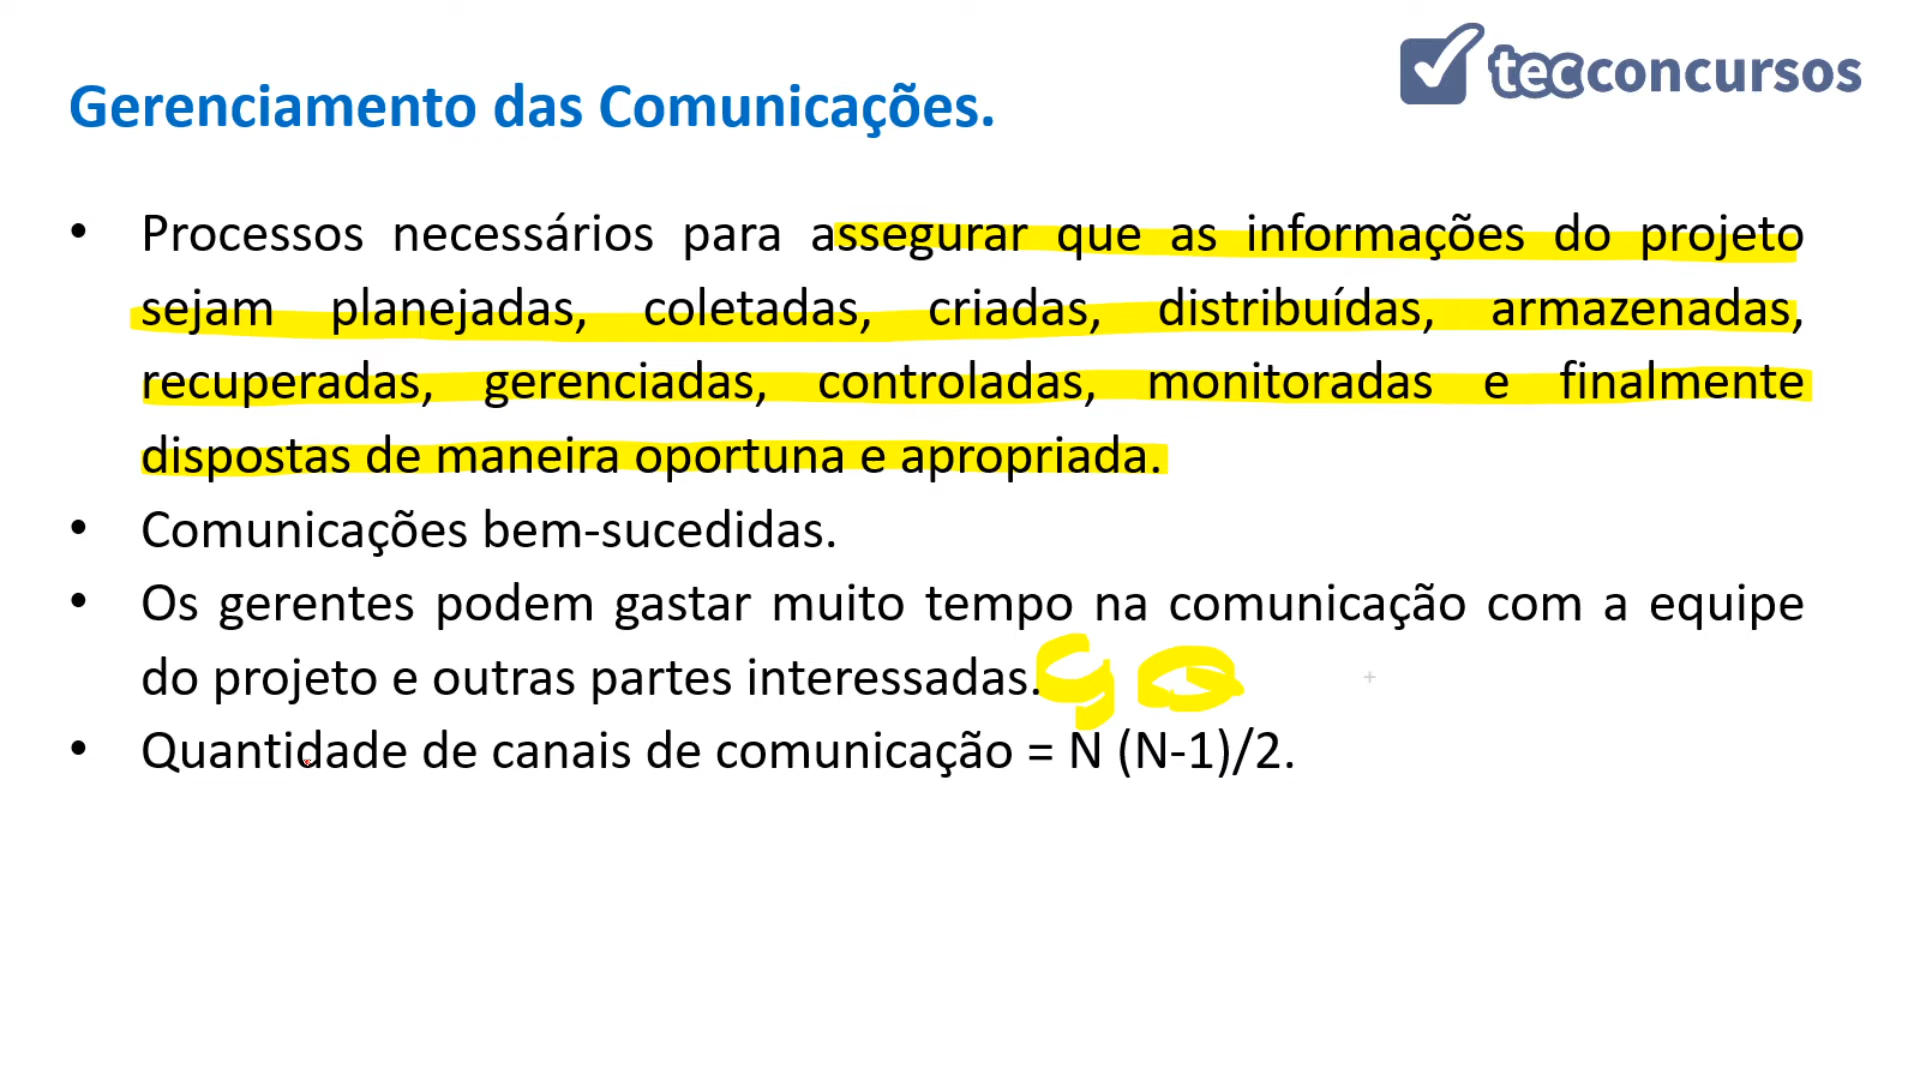 tecconcursos
Gerenciamento das Comunicações.
• Processos necessários para assegurar que as informações do projeto
sejam planejadas, coletadas, criadas, distribuídas, armazenadas,
recuperadas, gerenciadas, controladas, monitoradas e finalmente
dispostas de maneira oportuna e apropriada.
• Comunicações bem-sucedidas.
• Os gerentes podem gastar muito tempo na comunicação com a equipe
do projeto e outras partes interessadas.
• Quantidade de canais de comunicação = N (N-1)/2.